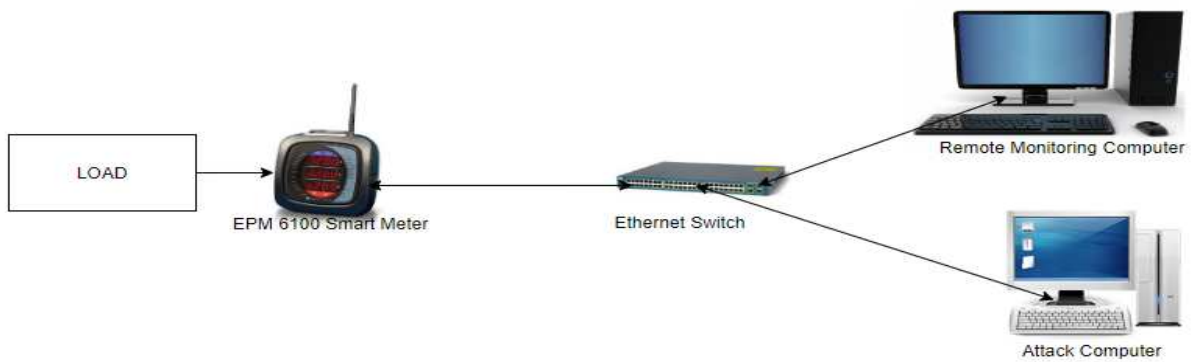 LOAD
EPM 6100 Smart Meter
Ethernet Switch
Remote Monitoring Computer
Attack Computer